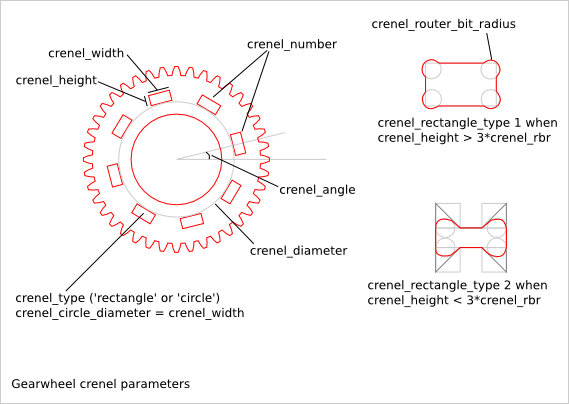 crenel_router_bit_radius
crenel_number
crenel_width
crenel_height
crenel_rectangle_type 1 when
crenel_height > 3*crenel_rbr
crenel_angle
crenel_diameter
crenel_rectangle_type 2 when
crenel_height < 3*crenel_rbr
crenel_type ('rectangle' or 'circle')
crenel_circle_diameter = crenel_width
Gearwheel crenel parameters